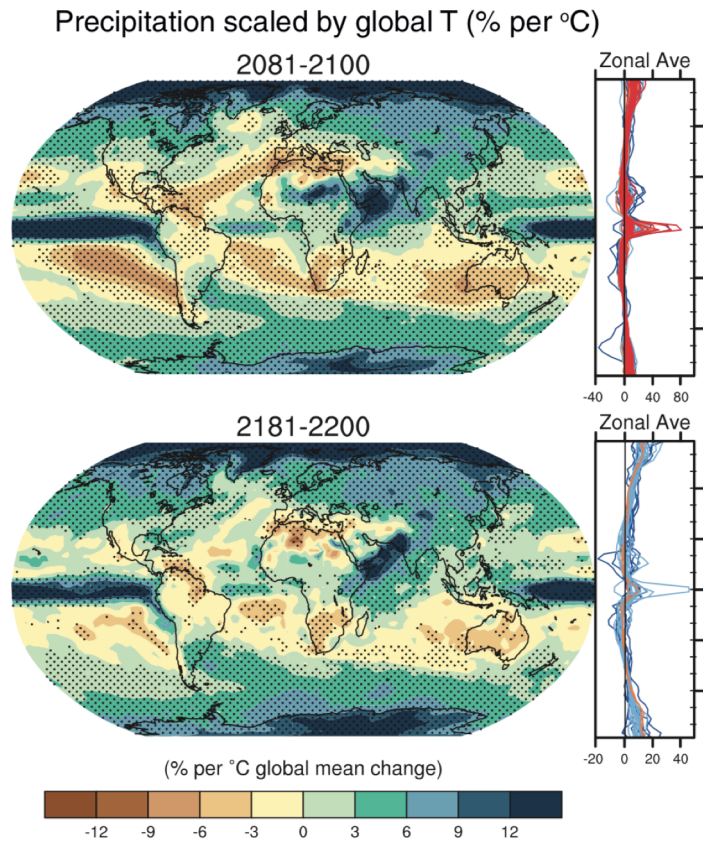 Precipitation scaled by global T (% per °C)
2081-2100
Zonal Ave
-40 0 40 80
2181-2200
Zonal Ave
-20 0 20 40
(% per °C global mean change)
-12 -9 -6 -3 0 3 6 9 12